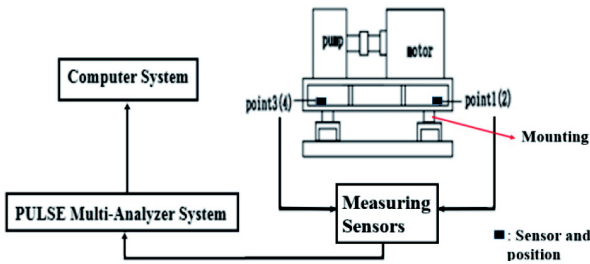 pump
motor
Computer System
point3(4)
point1(2)
Mounting
PULSE Multi-Analyzer System
Measuring
Sensors
: Sensor and
position